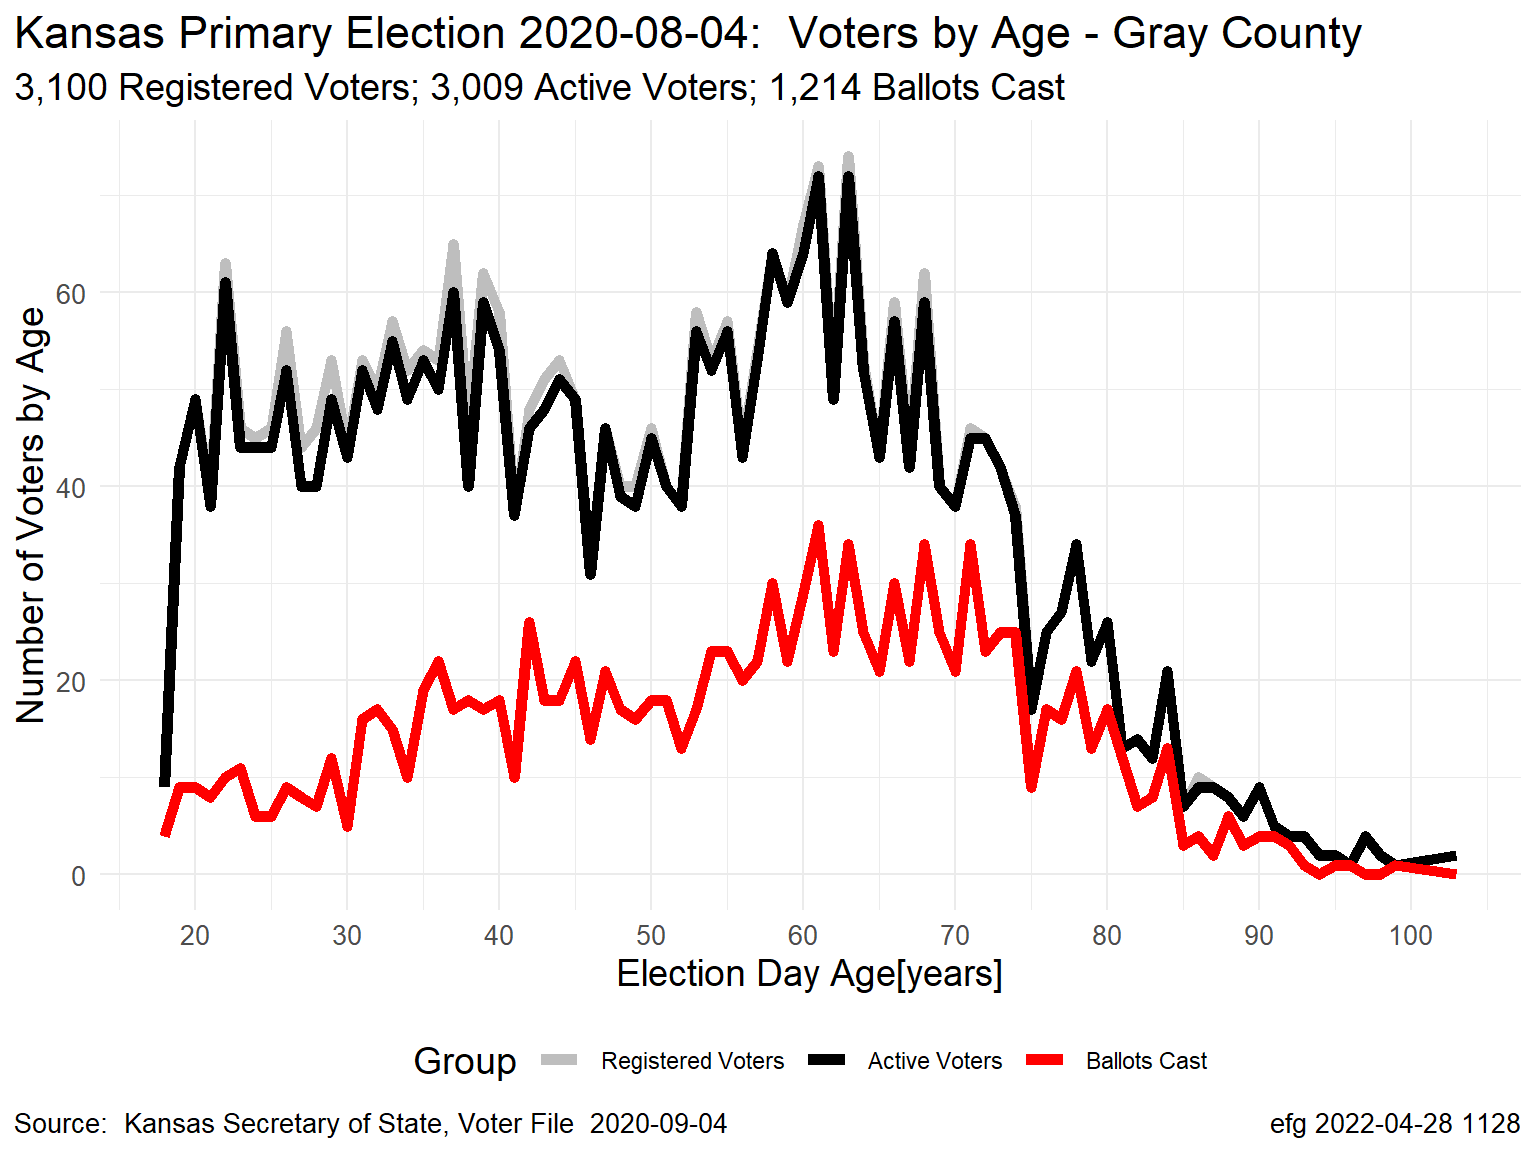 Kansas Primary Election 2020-08-04:  Voters by Age - Gray County
3,100 Registered Voters; 3,009 Active Voters; 1,214 Ballots Cast
Number of Voters by Age
60
40
20
0
20 30 40 50 60 70 80 90 100
Election Day Age[years]
Group Registered Voters Active Voters Ballots Cast
Source:  Kansas Secretary of State, Voter File  2020-09-04 efg 2022-04-28 1128